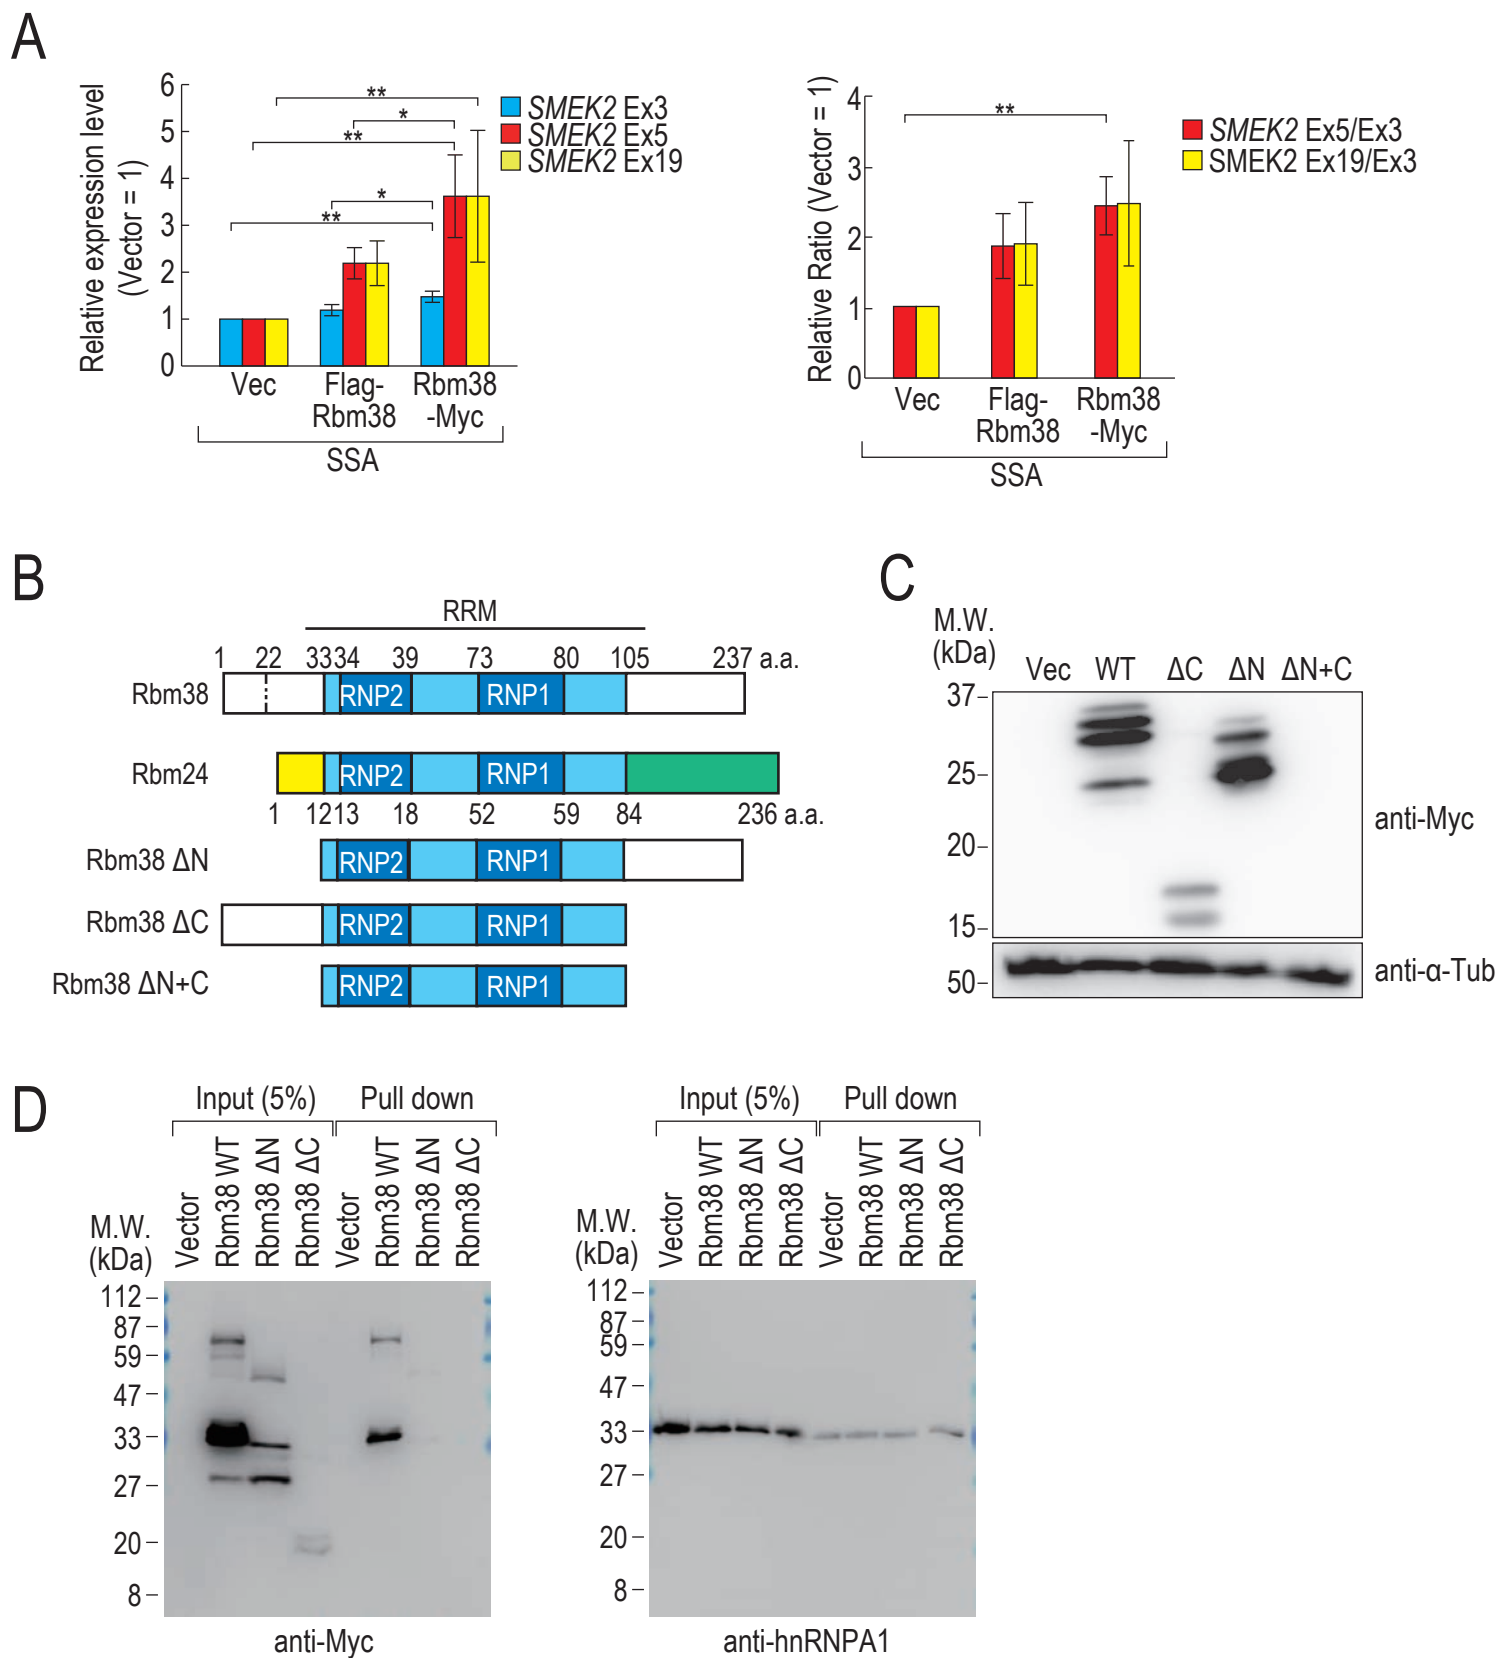 A
Relative expression level
(Vector = 1)
6
5
4
3
2
1
0
**
*
**
*
**
SMEK2 Ex3
SMEK2 Ex5
SMEK2 Ex19
Vec
Flag-
Rbm38
Rbm38
-Myc
SSA
Relative Ratio (Vector = 1)
4
3
2
1
0
**
SMEK2 Ex5/Ex3
SMEK2 Ex19/Ex3
Vec
Flag-
Rbm38
Rbm38
-Myc
SSA
B
RRM
1 22 3334 39 73 80 105 237 a.a.
Rbm38 RNP2 RNP1
Rbm24 RNP2 RNP1
1 1213 18 52 59 84 236 a.a.
Rbm38 ΔN RNP2 RNP1
Rbm38 ΔC RNP2 RNP1
Rbm38 ΔN+C RNP2 RNP1
C
M.W.
(kDa)
Vec WT ΔC ΔN ΔN+C
37
25
20
15
anti-Myc
50
anti-α-Tub
D
Input (5%) Pull down
Vector
Rbm38 WT
Rbm38 ΔN
Rbm38 ΔC
Vector
Rbm38 WT
Rbm38 ΔN
Rbm38 ΔC
M.W.
(kDa)
112
87
59
47
33
27
20
8
anti-Myc
Input (5%) Pull down
Vector
Rbm38 WT
Rbm38 ΔN
Rbm38 ΔC
Vector
Rbm38 WT
Rbm38 ΔN
Rbm38 ΔC
M.W.
(kDa)
112
87
59
47
33
27
20
8
anti-hnRNPA1